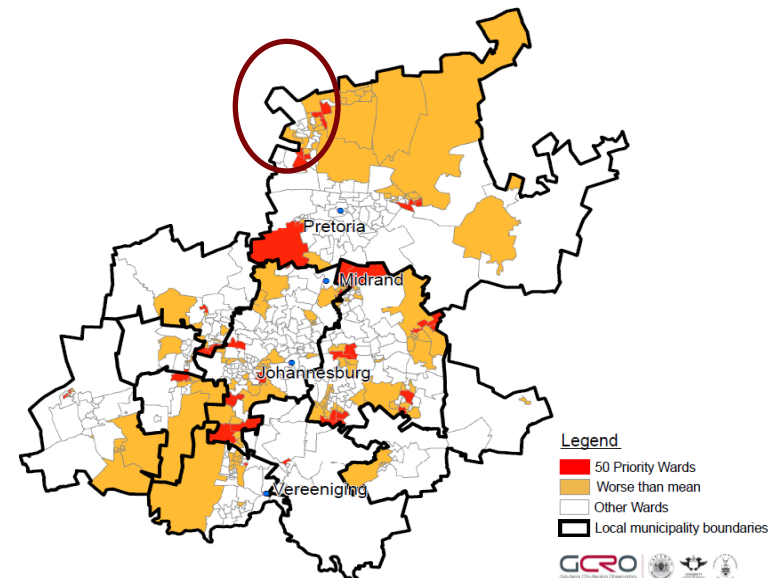 Pretoria
Midrand
Johannesburg
Vereeniging
Legend
50 Priority Wards
Worse than mean
Other Wards
Local municipality boundaries
GCRO